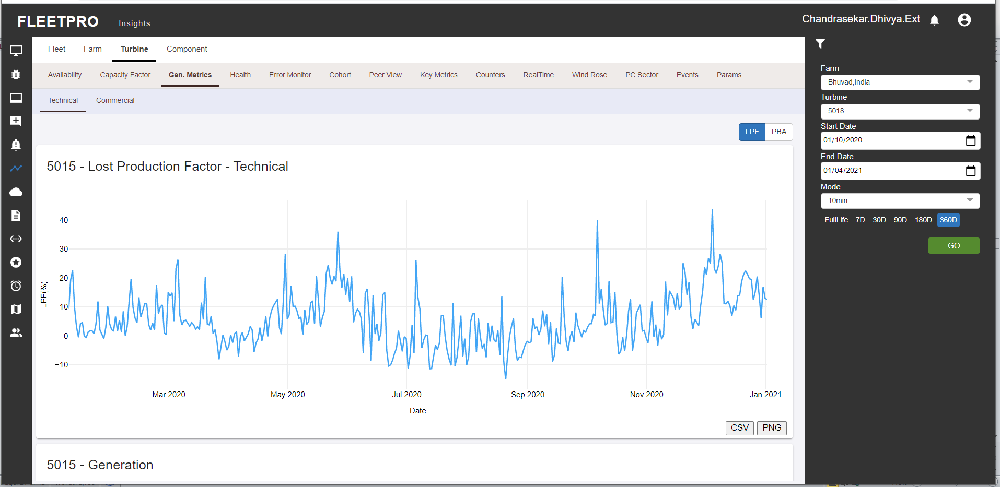 FLEETPRO
Insights
Chandrasekar.Dhivya.Ext
Fleet Farm Turbine Component
Availability Capacity Factor Gen. Metrics Health Error Monitor Cohort Peer View Key Metrics Counters RealTime Wind Rose PC Sector Events Params
Technical Commercial
LPF PBA
5015 - Lost Production Factor - Technical
LPF(%)
40
30
20
10
0
−10
Mar 2020 May 2020 Jul 2020 Sep 2020 Nov 2020 Jan 2021
Date
CSV PNG
5015 - Generation
Farm
Bhuvad,India
Turbine
5018
Start Date
01/10/2020
End Date
01/04/2021
Mode
10min
FullLife 7D 30D 90D 180D 360D
GO